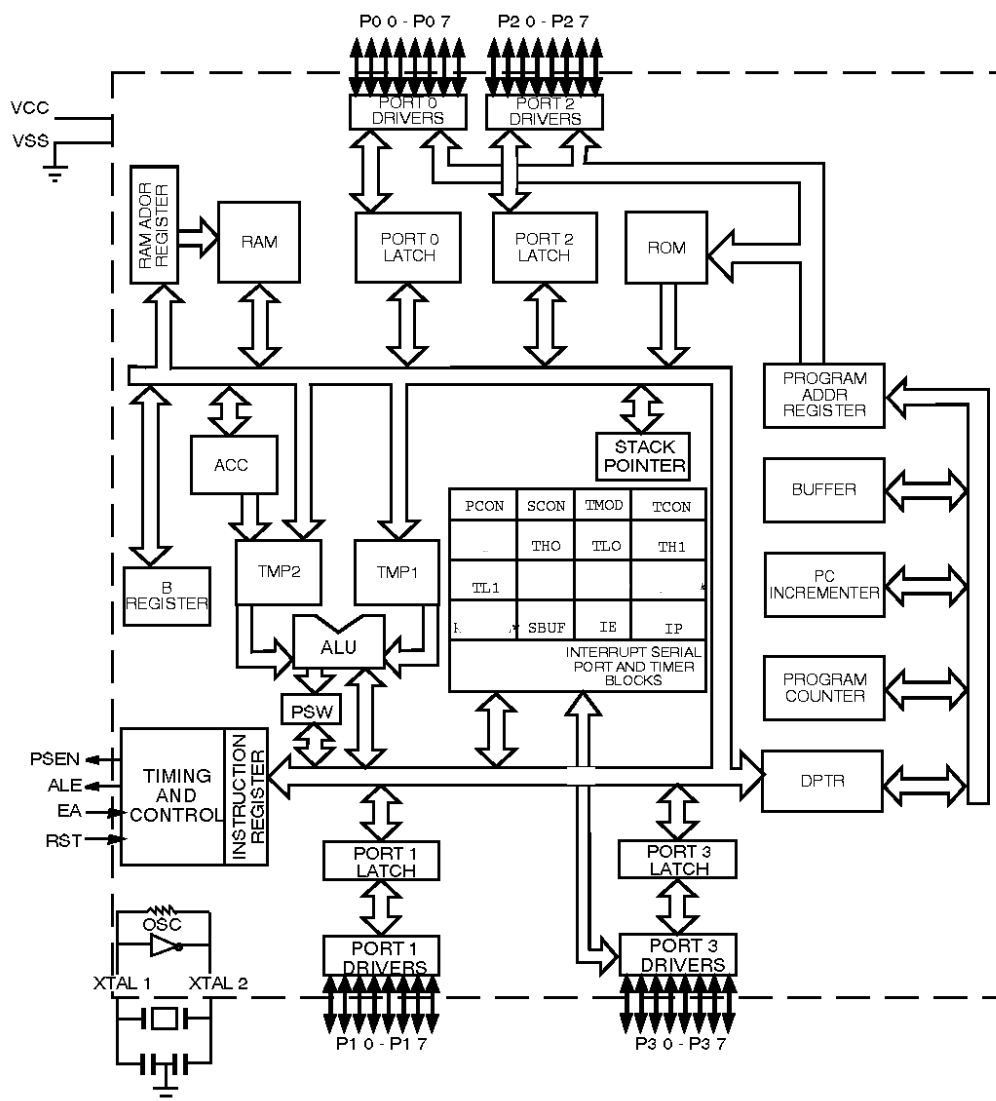 P0 0 - P0 7
P2 0 - P2 7
VCC
VSS
PORT 0
DRIVERS
PORT 2
DRIVERS
RAM ADDR
REGISTER
RAM
PORT 0
LATCH
PORT 2
LATCH
ROM
PROGRAM
ADDR
REGISTER
ACC
STACK
POINTER
BUFFER
PCON SCON TMOD TCON
THO TLO TH1
TL1
SBUF IE IP
INTERRUPT SERIAL
PORT AND TIMER
BLOCKS
B
REGISTER
TMP2
TMP1
ALU
PSW
PC
INCREMENTER
PROGRAM
COUNTER
DPTR
PSEN
ALE
EA
RST
TIMING
AND
CONTROL
INSTRUCTION
REGISTER
PORT 1
LATCH
PORT 3
LATCH
OSC
XTAL 1
XTAL 2
PORT 1
DRIVERS
PORT 3
DRIVERS
P1 0 - P1 7
P3 0 - P3 7